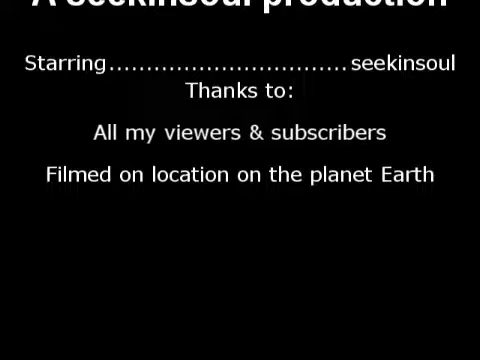 A seekinsoul production
Starring................................seekinsoul
Thanks to:
All my viewers & subscribers
Filmed on location on the planet Earth